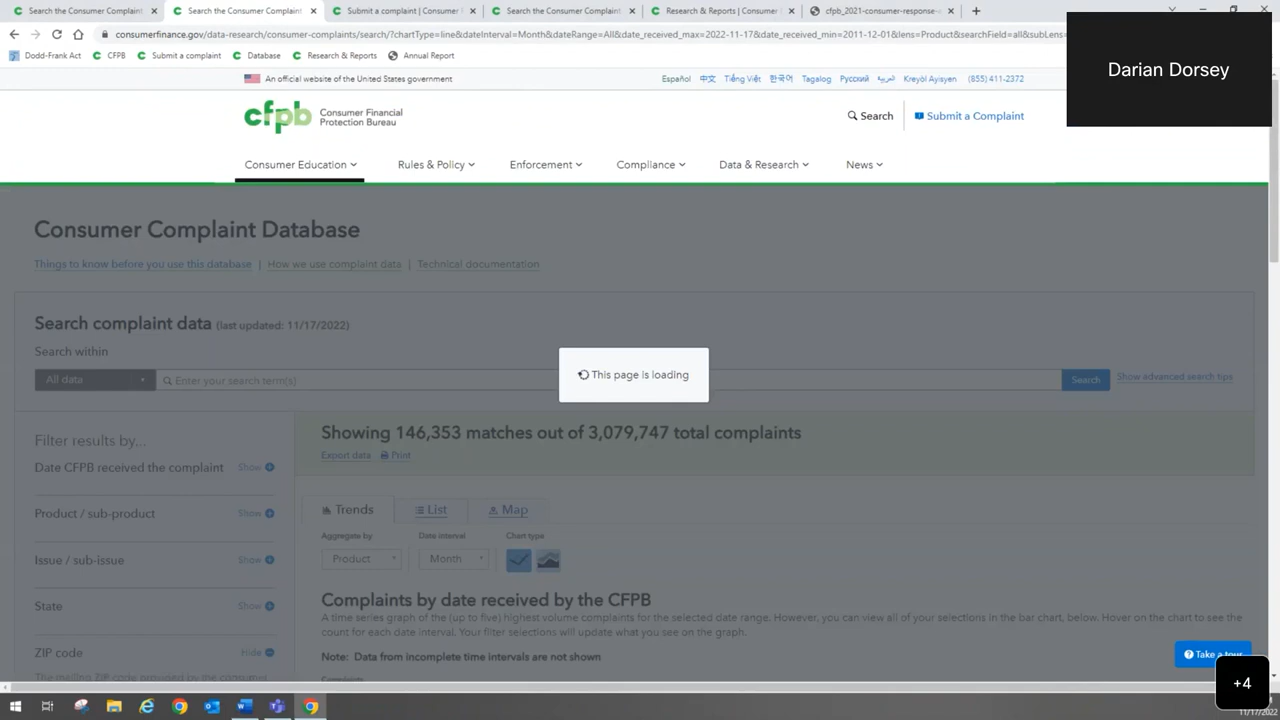 Search the Consumer Complaint
Search the Consumer Complaint
Submit a complaint | Consumer F
Search the Consumer Complaint
Research & Reports | Consumer
cfpb_2021-consumer-response-
consumerfinance.gov/data-research/consumer-complaints/search/?chartType=line&dateInterval=Month&dateRange=All&date_received_max=2022-11-17&date_received_min=2011-12-01&lens=Product&searchField=all&subLens=
Dodd-Frank Act
CFPB
Submit a complaint
Database
Research & Reports
Annual Report
Darian Dorsey
An official website of the United States government
Español 中文 Tiếng Việt 한국어 Tagalog Русский العربية Kreyòl Ayisyen (855) 411-2372
cfpb Consumer Financial
Protection Bureau
Search
Submit a Complaint
Consumer Education Rules & Policy Enforcement Compliance Data & Research News
Consumer Complaint Database
Things to know before you use this database | How we use complaint data | Technical documentation
Search complaint data (last updated: 11/17/2022)
Search within
This page is loading
All data
Enter your search term(s)
Search
Show advanced search tips
Filter results by...
Showing 146,353 matches out of 3,079,747 total complaints
Export data Print
Date CFPB received the complaint Show
Product / sub-product Show
Issue / sub-issue Show
State Show
ZIP code Hide
The mailing ZIP code provided by the consumer
Trends List Map
Aggregate by Date interval Chart type
Product Month
Complaints by date received by the CFPB
A time series graph of the (up to five) highest volume complaints for the selected date range. However, you can view all of your selections in the bar chart, below. Hover on the chart to see the
count for each date interval. Your filter selections will update what you see on the graph.
Note: Data from incomplete time intervals are not shown
Complaints
Take a tour
+4
11/17/2022